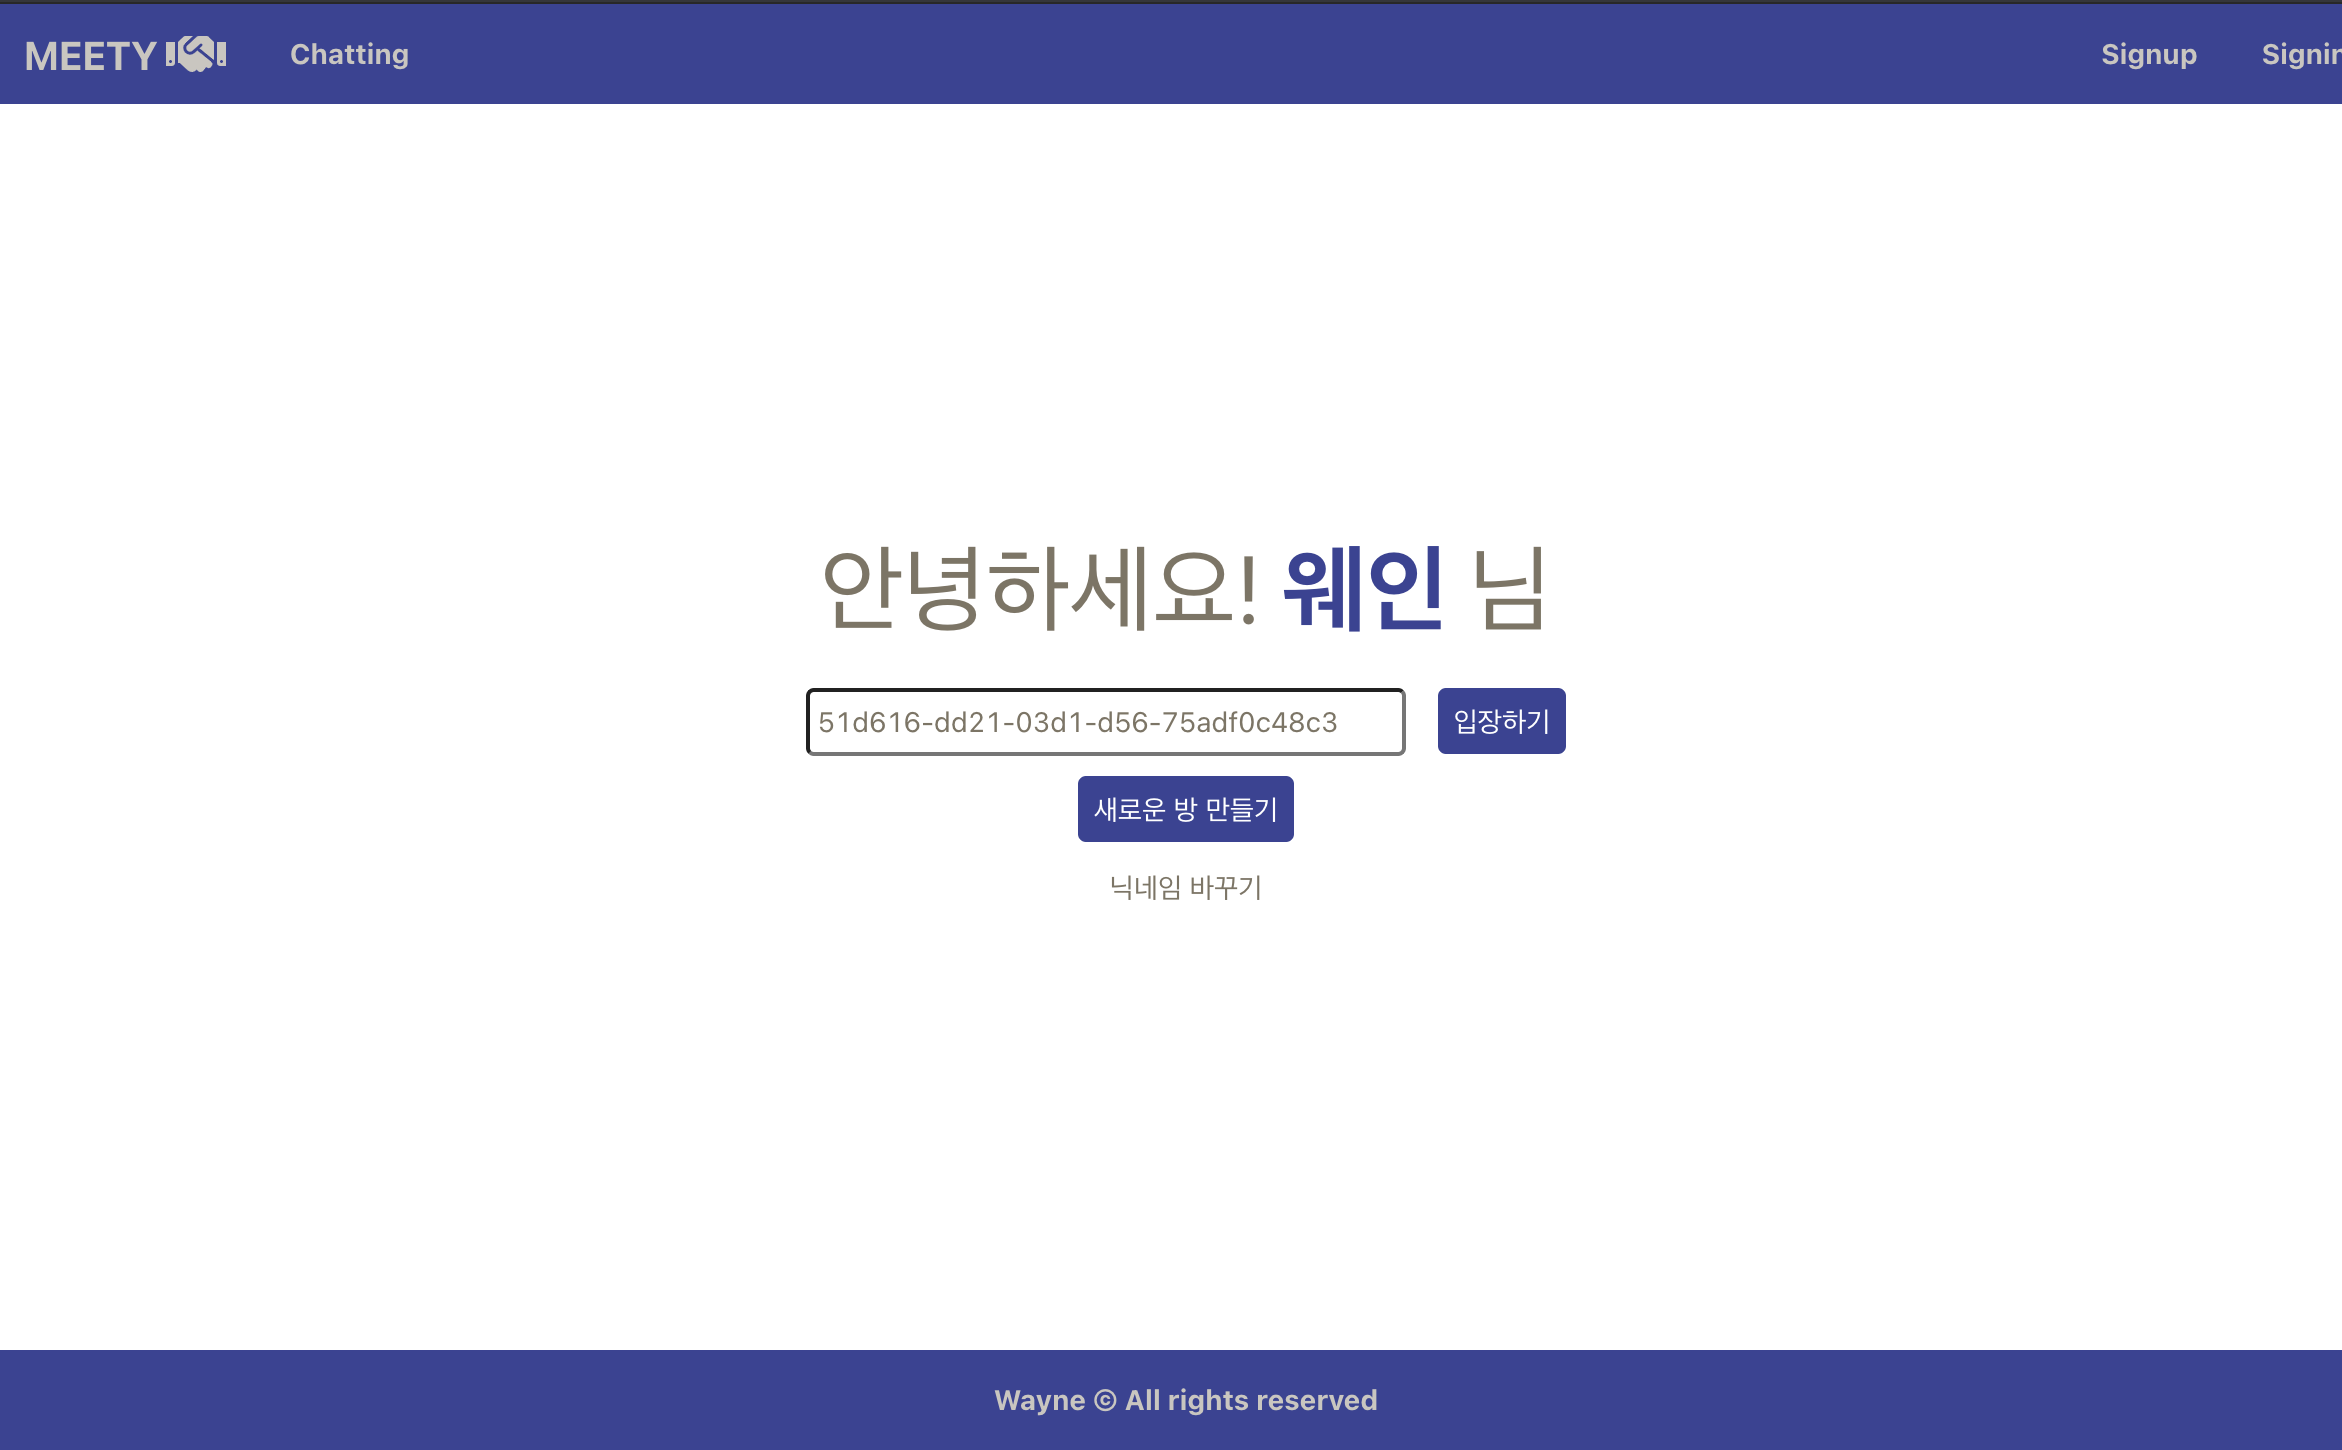 MEETY Chatting Signup Signin
안녕하세요! 웨인 님
51d616-dd21-03d1-d56-75adf0c48c3 입장하기
새로운 방 만들기
닉네임 바꾸기
Wayne © All rights reserved